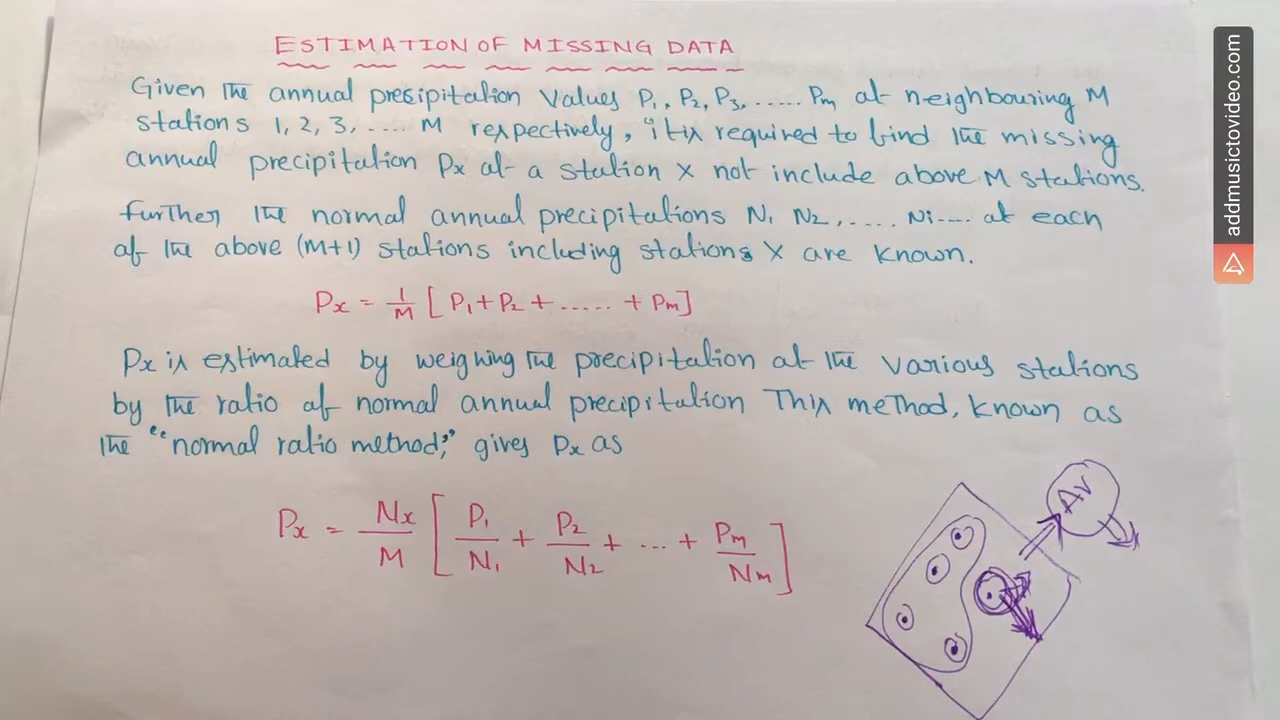 ESTIMATION OF MISSING DATA
Given the annual precipitation values P1, P2, P3, ...... Pm at neighbouring M
stations 1, 2, 3, .... M respectively, it is required to find the missing
annual precipitation Px at a station X not include above M stations.
Further the normal annual precipitations N1 N2, ..... Ni.... at each
of the above (M+1) stations including stations X are known.
Px = 1/M [P1 + P2 + ...... + Pm]
Px is estimated by weighing the precipitation at the various stations
by the ratio of normal annual precipitation This method, known as
the "normal ratio method," gives Px as
Px = Nx/M [P1/N1 + P2/N2 + ... + Pm/Nm]
Av
addmusictovideo.com